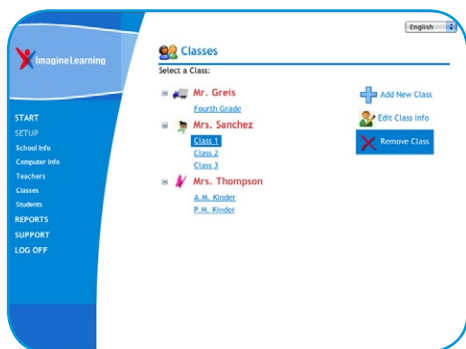 English
ImagineLearning
Classes
Select a Class:
Mr. Greis
Fourth Grade
Mrs. Sanchez
Class 1
Class 2
Class 3
Mrs. Thompson
A.M. Kinder
P.M. Kinder
Add New Class
Edit Class Info
Remove Class
START
SETUP
School Info
Computer Info
Teachers
Classes
Students
REPORTS
SUPPORT
LOG OFF